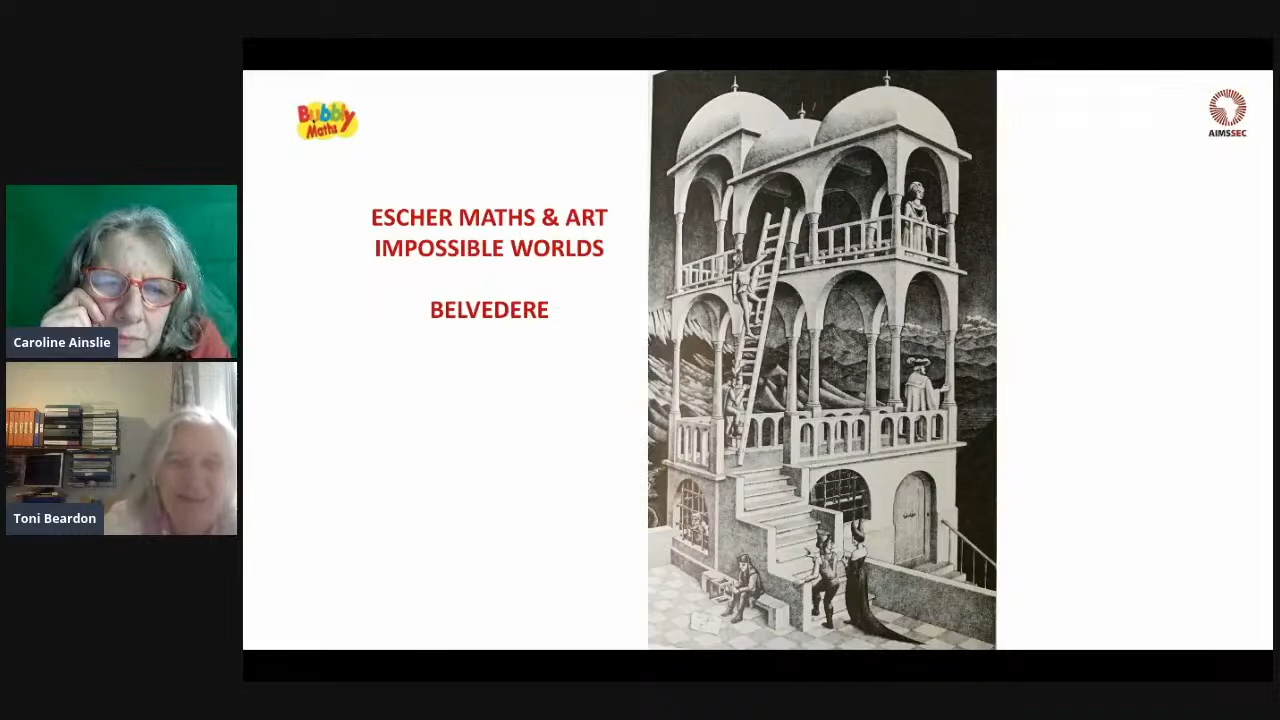 Bubbly
Maths
AIMSSEC
ESCHER MATHS & ART
IMPOSSIBLE WORLDS
BELVEDERE
Caroline Ainslie
Toni Beardon